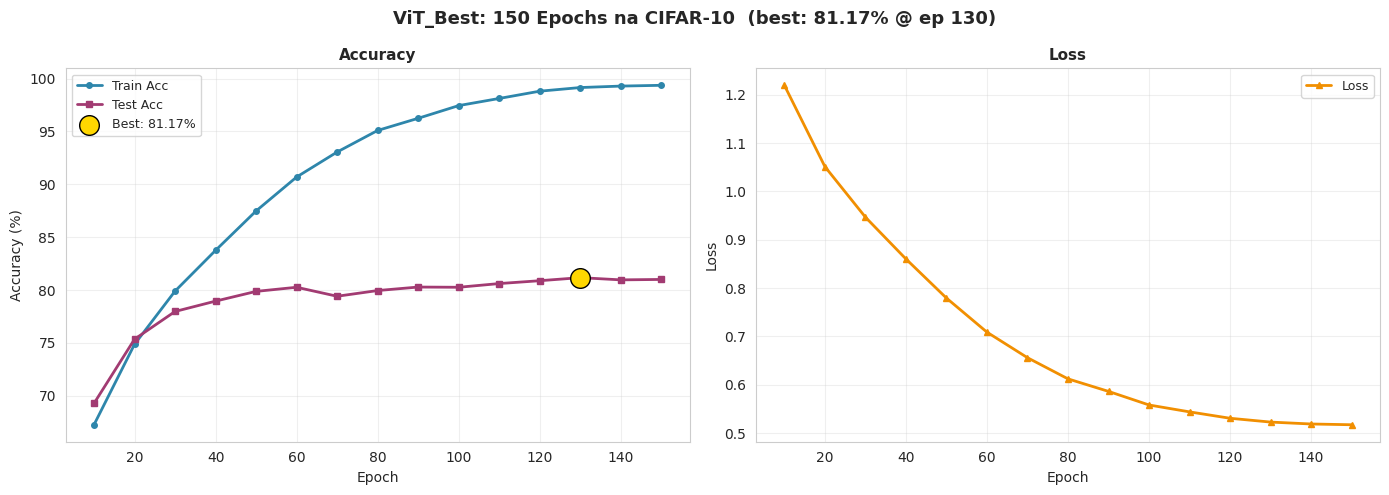 ViT_Best: 150 Epochs na CIFAR-10  (best: 81.17% @ ep 130)
Accuracy
100
95
90
85
80
75
70
Accuracy (%)
Train Acc
Test Acc
Best: 81.17%
20 40 60 80 100 120 140
Epoch
Loss
1.2
1.1
1.0
0.9
0.8
0.7
0.6
0.5
Loss
Loss
20 40 60 80 100 120 140
Epoch